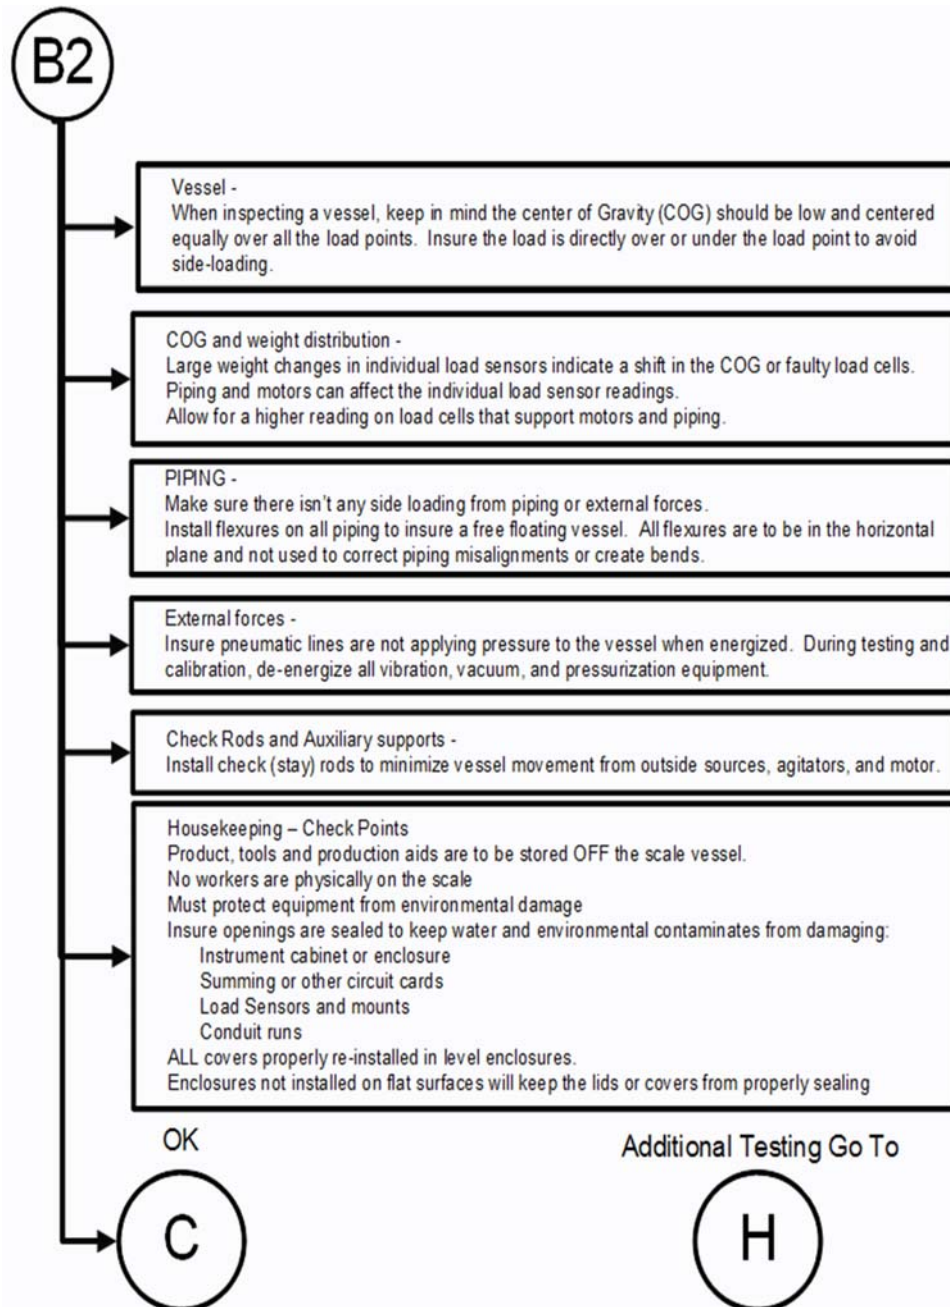 B2
Vessel -
When inspecting a vessel, keep in mind the center of Gravity (COG) should be low and centered
equally over all the load points. Insure the load is directly over or under the load point to avoid
side-loading.
COG and weight distribution -
Large weight changes in individual load sensors indicate a shift in the COG or faulty load cells.
Piping and motors can affect the individual load sensor readings.
Allow for a higher reading on load cells that support motors and piping.
PIPING -
Make sure there isn't any side loading from piping or external forces.
Install flexures on all piping to insure a free floating vessel. All flexures are to be in the horizontal
plane and not used to correct piping misalignments or create bends.
External forces -
Insure pneumatic lines are not applying pressure to the vessel when energized. During testing and
calibration, de-energize all vibration, vacuum, and pressurization equipment.
Check Rods and Auxiliary supports -
Install check (stay) rods to minimize vessel movement from outside sources, agitators, and motor.
Housekeeping – Check Points
Product, tools and production aids are to be stored OFF the scale vessel.
No workers are physically on the scale
Must protect equipment from environmental damage
Insure openings are sealed to keep water and environmental contaminates from damaging:
Instrument cabinet or enclosure
Summing or other circuit cards
Load Sensors and mounts
Conduit runs
ALL covers properly re-installed in level enclosures.
Enclosures not installed on flat surfaces will keep the lids or covers from properly sealing
OK
Additional Testing Go To
C
H